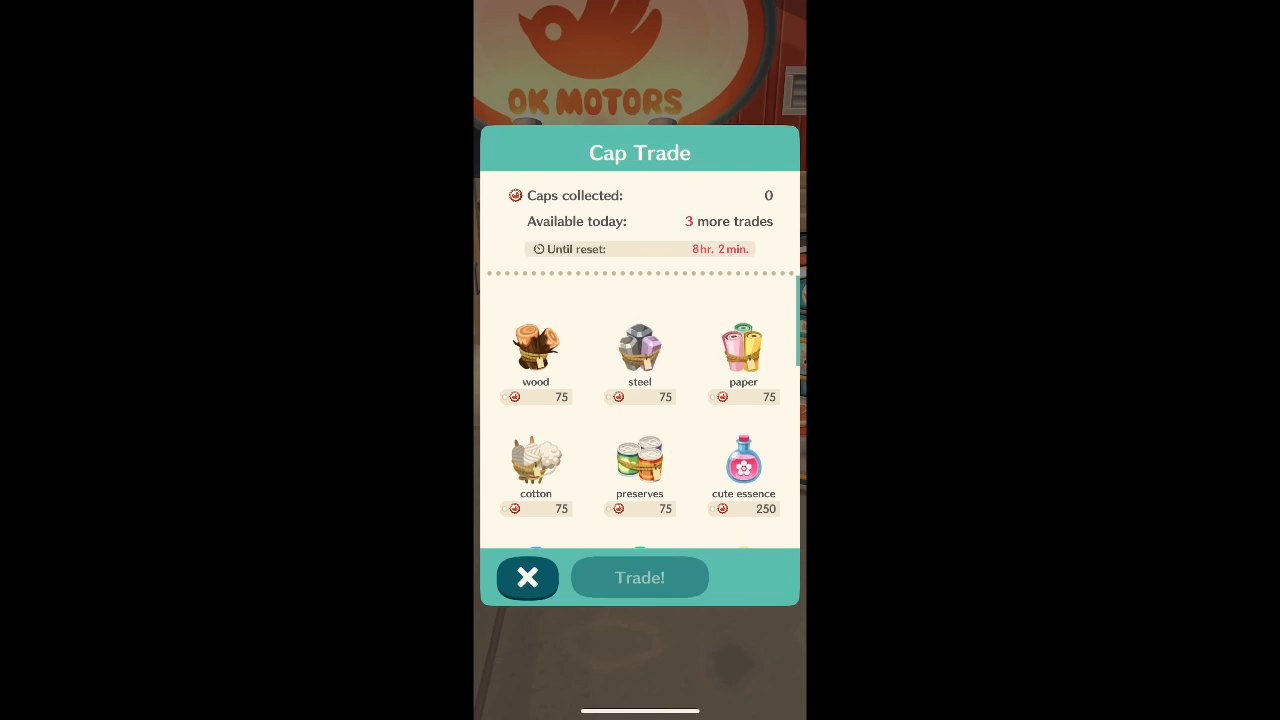 OK MOTORS
Cap Trade
Caps collected: 0
Available today: 3 more trades
Until reset: 8 hr. 2 min.
wood steel paper
75 75 75
cotton preserves cute essence
75 75 250
Trade!